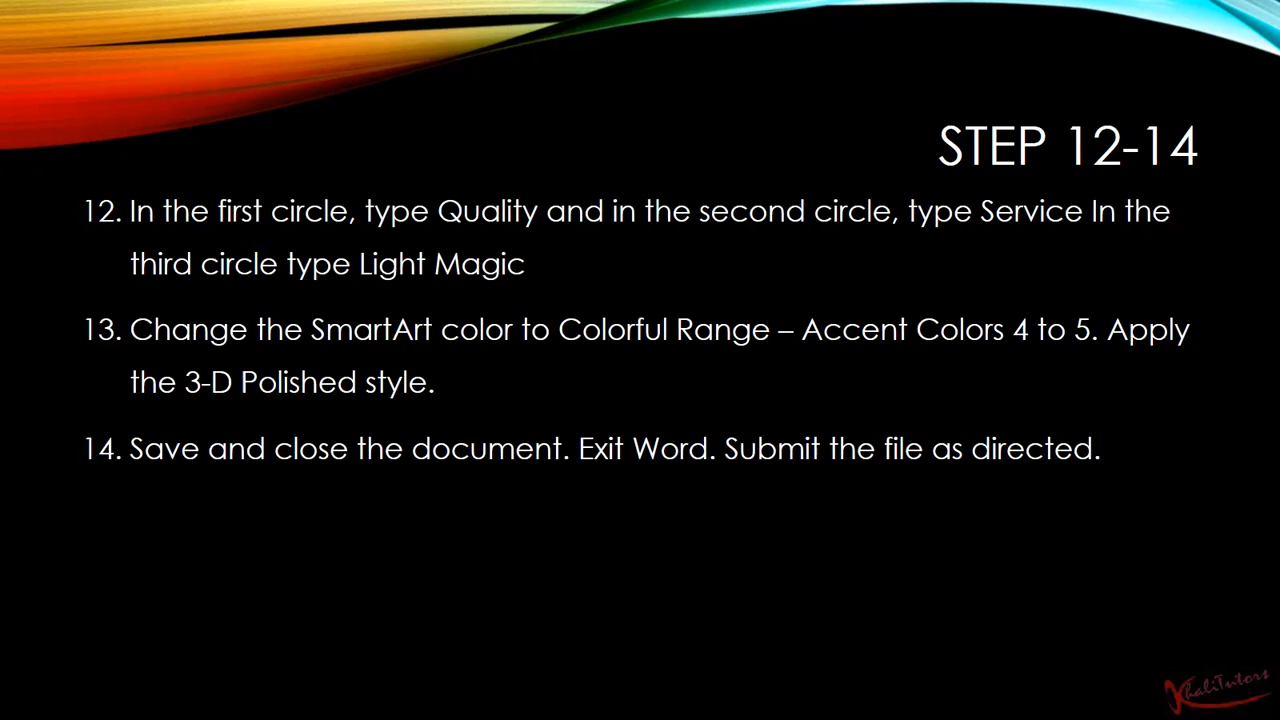 STEP 12-14
12. In the first circle, type Quality and in the second circle, type Service In the
third circle type Light Magic
13. Change the SmartArt color to Colorful Range – Accent Colors 4 to 5. Apply
the 3-D Polished style.
14. Save and close the document. Exit Word. Submit the file as directed.
KhaliTutors